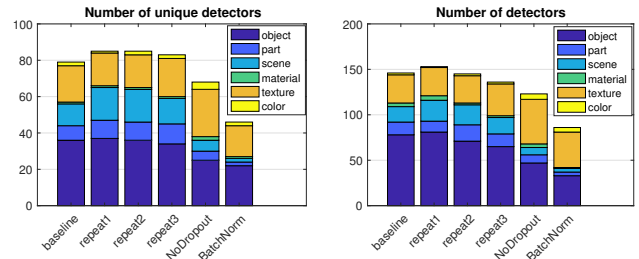 Number of unique detectors
100
80
60
40
20
0
object
part
scene
material
texture
color
baseline
repeat1
repeat2
repeat3
NoDropout
BatchNorm
Number of detectors
200
150
100
50
0
object
part
scene
material
texture
color
baseline
repeat1
repeat2
repeat3
NoDropout
BatchNorm